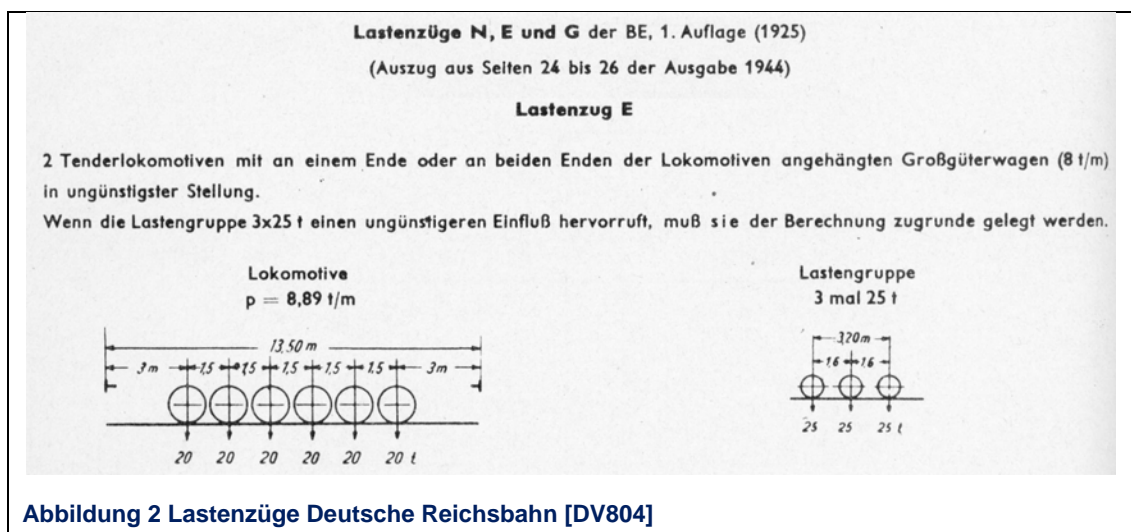 Lastenzüge N, E und G der BE, 1. Auflage (1925)
(Auszug aus Seiten 24 bis 26 der Ausgabe 1944)
Lastenzug E
2 Tenderlokomotiven mit an einem Ende oder an beiden Enden der Lokomotiven angehängten Großgüterwagen (8 t/m)
in ungünstigster Stellung.
Wenn die Lastengruppe 3x25 t einen ungünstigeren Einfluß hervorruft, muß sie der Berechnung zugrunde gelegt werden.
Lokomotive
p = 8,89 t/m
13,50 m
3 m 1,5 1,5 1,5 1,5 1,5 3 m
20 20 20 20 20 20 t
Lastengruppe
3 mal 25 t
3,20 m
1,6 1,6
25 25 25 t
Abbildung 2 Lastenzüge Deutsche Reichsbahn [DV804]